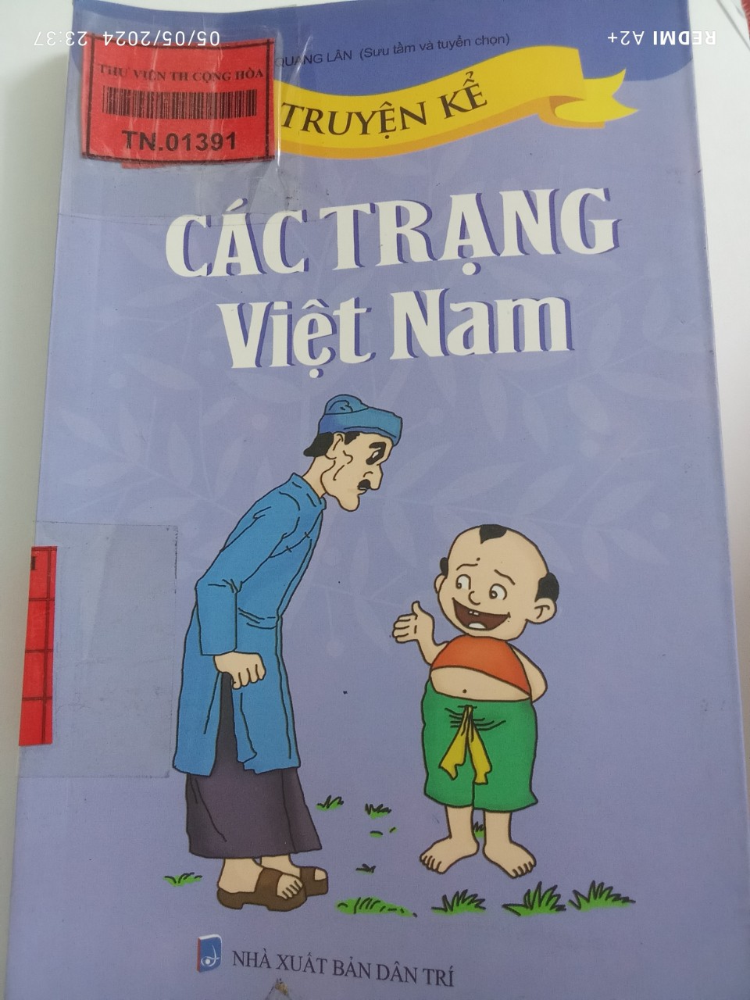 REDMI A2+
05/05/2024 23:37
QUANG LÂN (Sưu tầm và tuyển chọn)
THƯ VIỆN TH CỘNG HÒA
TN.01391
TRUYỆN KỂ
CÁC TRẠNG
Việt Nam
NHÀ XUẤT BẢN DÂN TRÍ